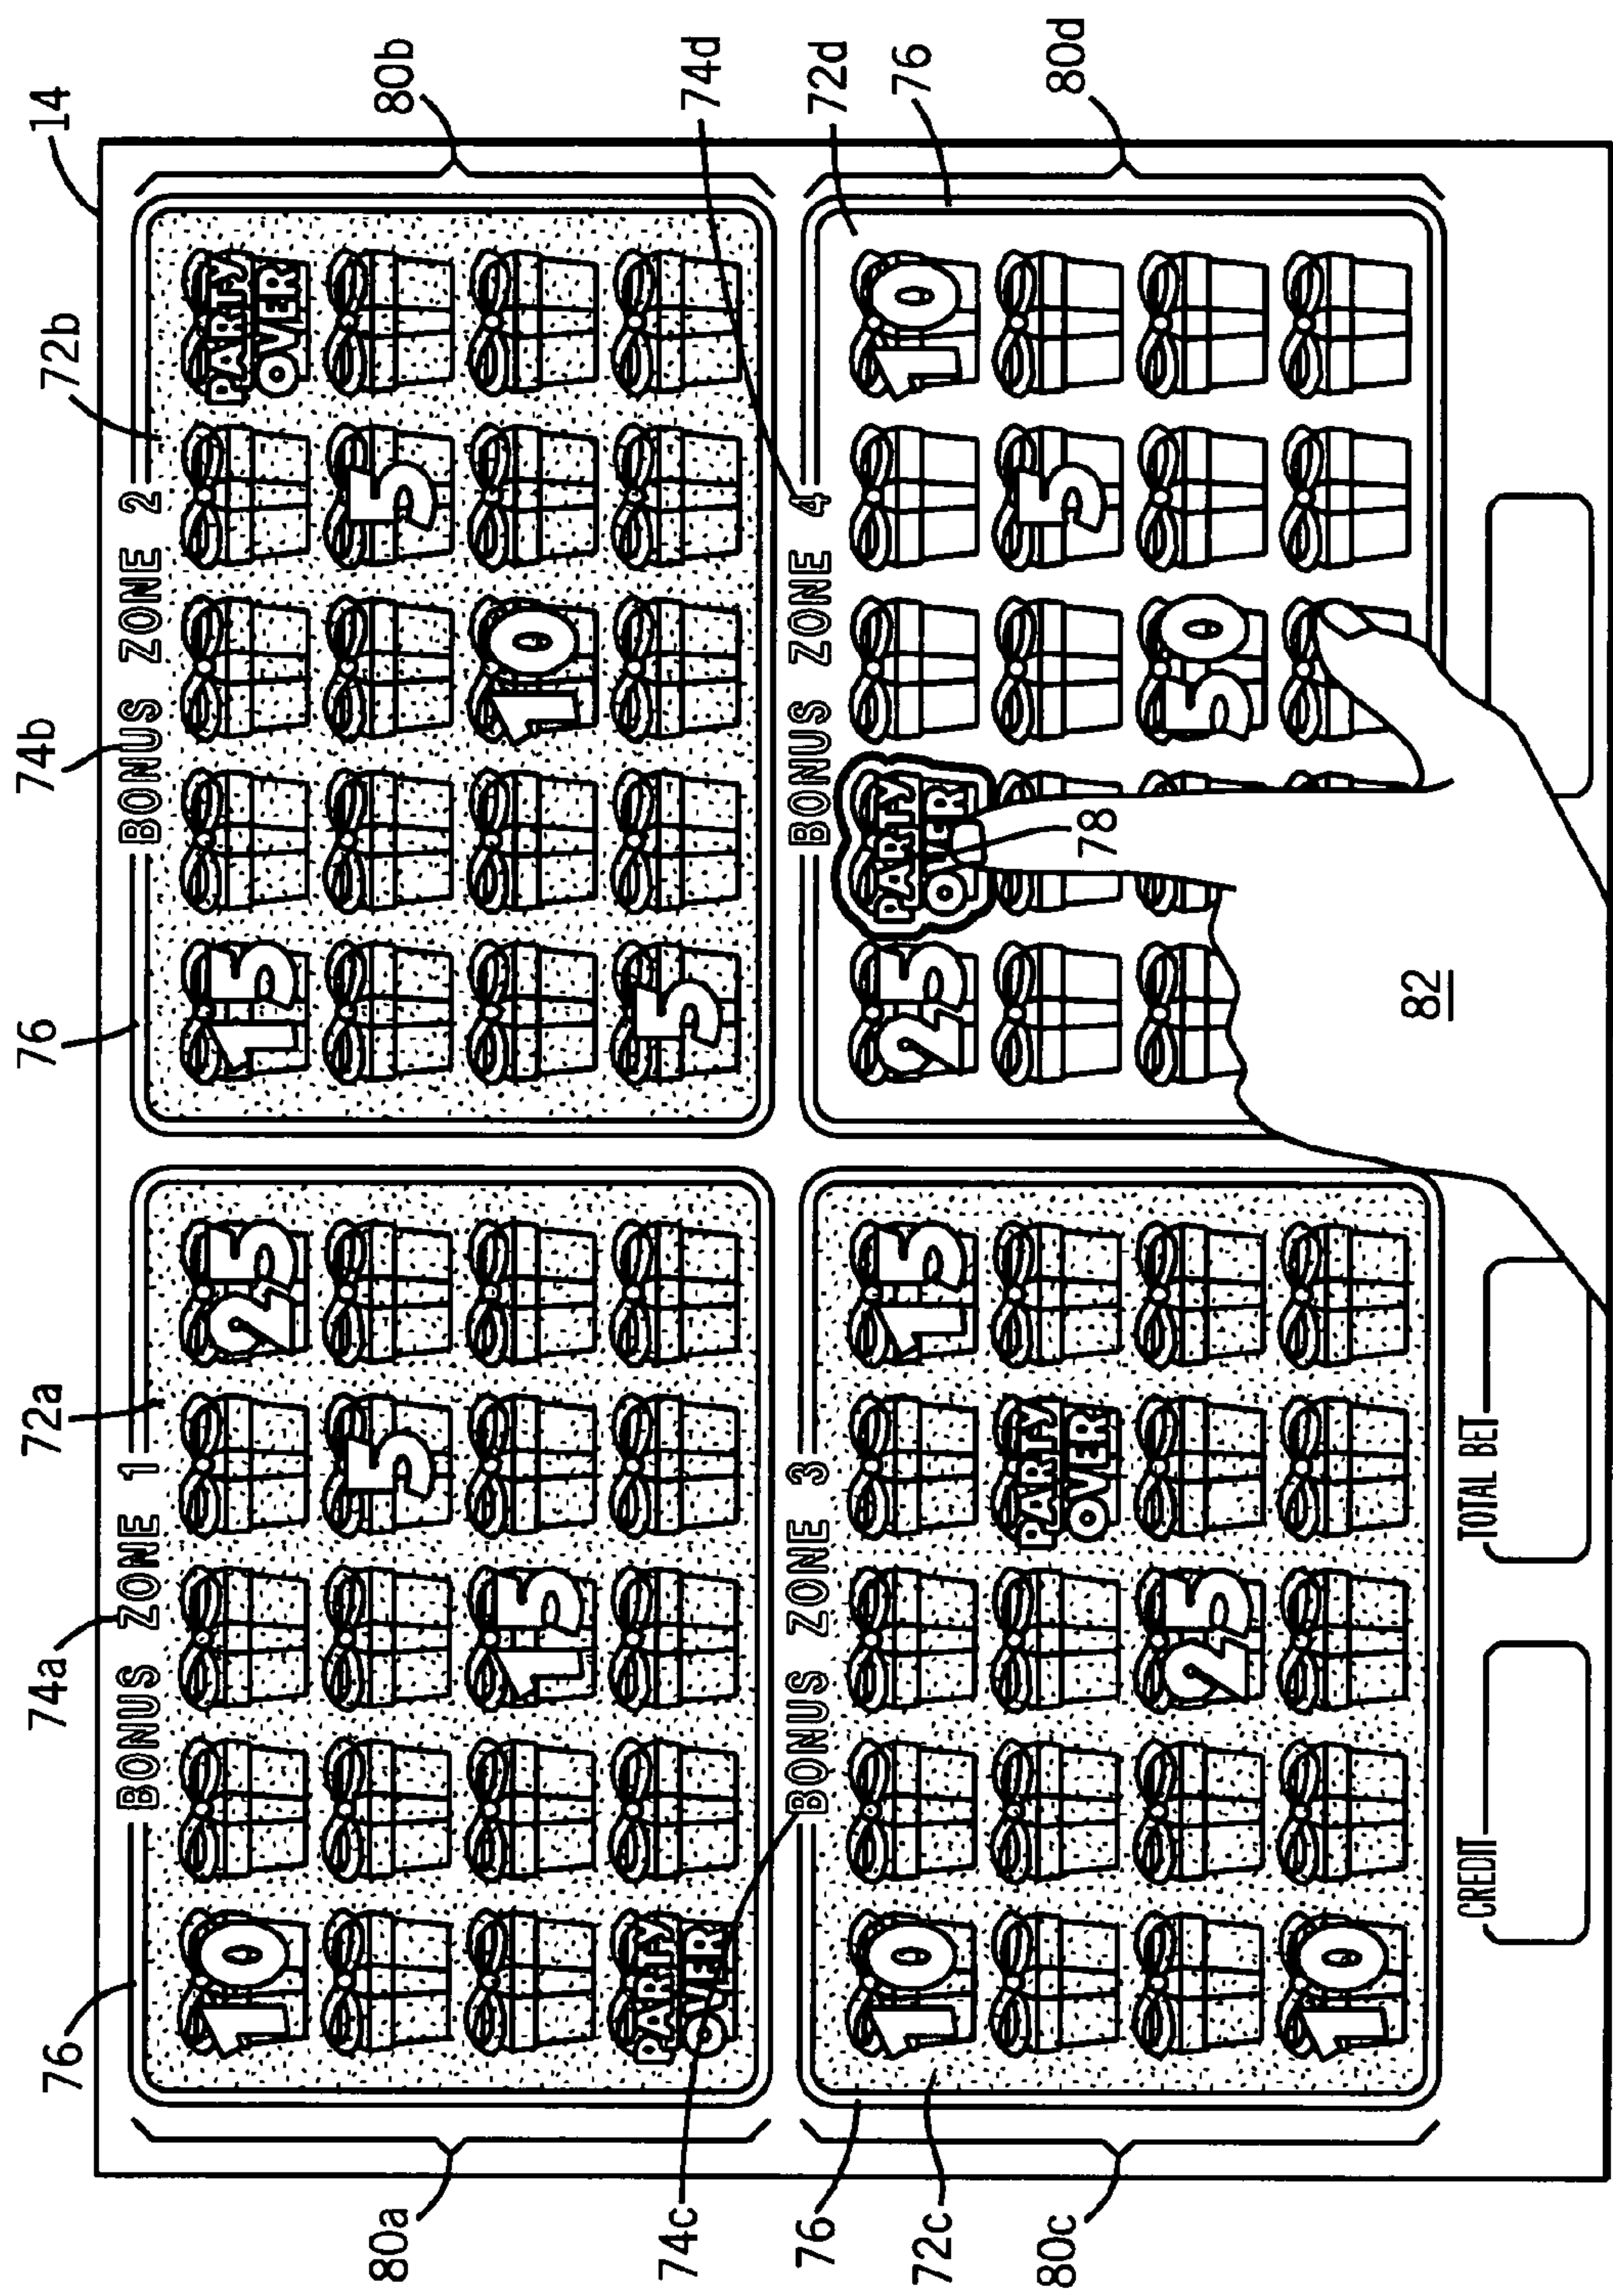 76
74a
72a
76
74b
72b
14
80a
80b
BONUS ZONE 1
BONUS ZONE 2
10
25
15
PARTY
OVER
5
5
15
10
PARTY
OVER
5
74c
74d
BONUS ZONE 3
BONUS ZONE 4
76
72c
80c
72d
76
80d
10
15
25
PARTY
OVER
10
PARTY
OVER
78
5
25
50
10
82
CREDIT
TOTAL BET